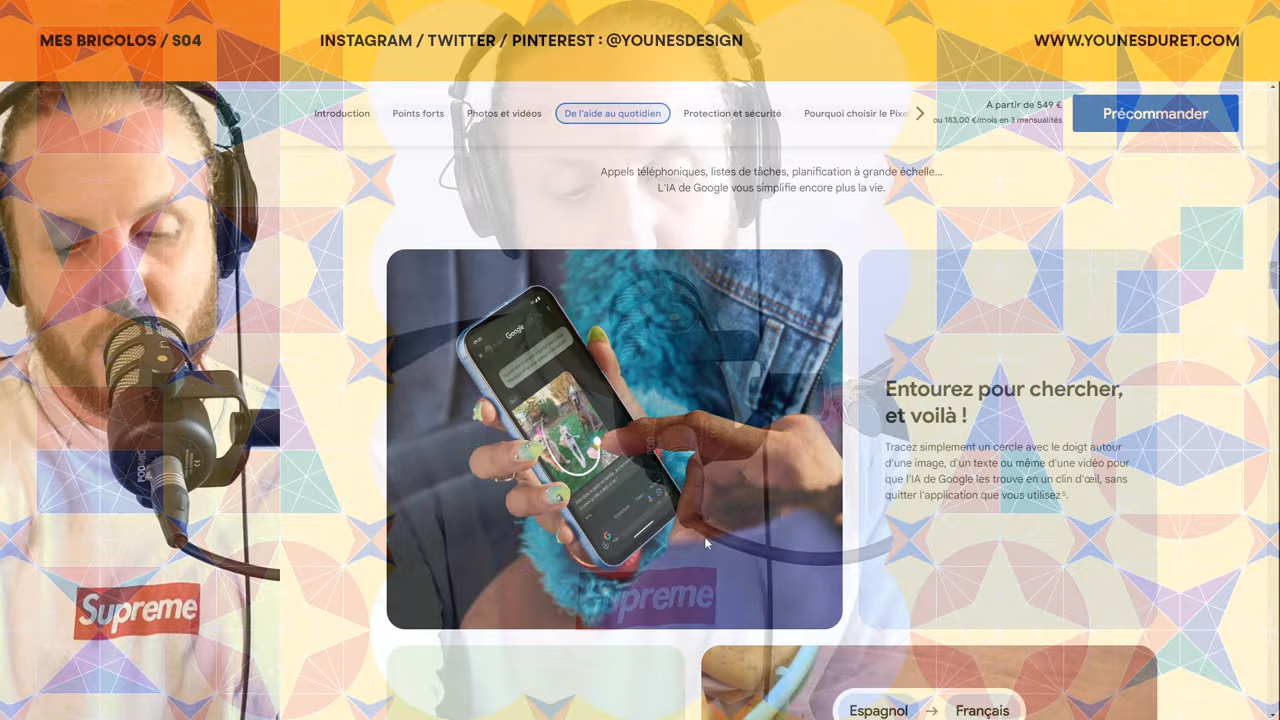 MES BRICOLOS / S04
INSTAGRAM / TWITTER / PINTEREST : @YOUNESDESIGN
WWW.YOUNESDURET.COM
Introduction
Points forts
Photos et vidéos
De l'aide au quotidien
Protection et sécurité
Pourquoi choisir le Pixel
À partir de 549 €
ou 183,00 €/mois en 3 mensualités
Précommander
Appels téléphoniques, listes de tâches, planification à grande échelle...
L'IA de Google vous simplifie encore plus la vie.
Google
Entourez pour chercher,
et voilà !
Tracez simplement un cercle avec le doigt autour
d'une image, d'un texte ou même d'une vidéo pour
que l'IA de Google les trouve en un clin d'œil, sans
quitter l'application que vous utilisez⁵.
PODMIC
Supreme
Supreme
Espagnol → Français